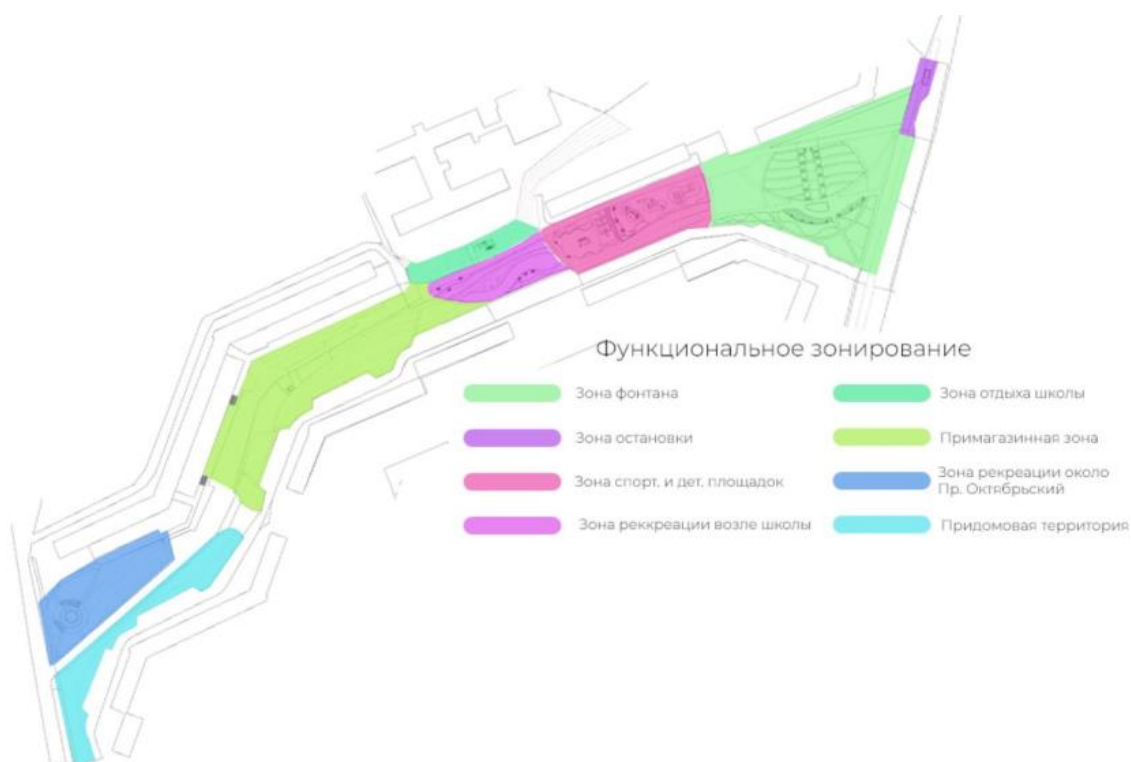 Функциональное зонирование
Зона фонтана
Зона отдыха школы
Зона остановки
Примагазинная зона
Зона спорт. и дет. площадок
Зона рекреации около
Пр. Октябрьский
Зона реккреации возле школы
Придомовая территория